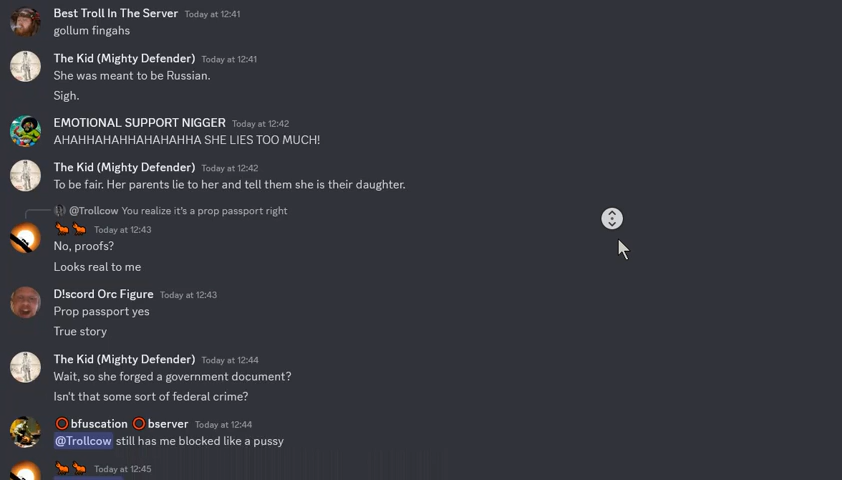 Best Troll In The Server Today at 12:41
gollum fingahs
The Kid (Mighty Defender) Today at 12:41
She was meant to be Russian.
Sigh.
EMOTIONAL SUPPORT NIGGER Today at 12:42
AHAHHAHAHHAHAHAHHA SHE LIES TOO MUCH!
The Kid (Mighty Defender) Today at 12:42
To be fair. Her parents lie to her and tell them she is their daughter.
@Trollcow You realize it's a prop passport right
Today at 12:43
No, proofs?
Looks real to me
D!scord Orc Figure Today at 12:43
Prop passport yes
True story
The Kid (Mighty Defender) Today at 12:44
Wait, so she forged a government document?
Isn't that some sort of federal crime?
⭕ bfuscation ⭕ bserver Today at 12:44
@Trollcow still has me blocked like a pussy
Today at 12:45